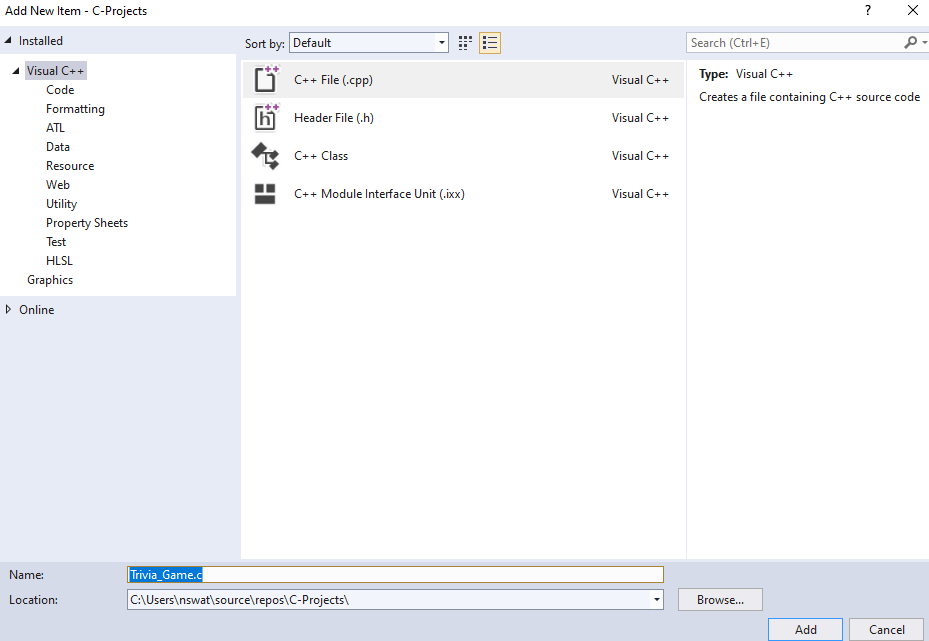 Add New Item - C-Projects
?
Installed
Sort by:
Default
Search (Ctrl+E)
Visual C++
Code
Formatting
ATL
Data
Resource
Web
Utility
Property Sheets
Test
HLSL
Graphics
Online
C++ File (.cpp) Visual C++
Header File (.h) Visual C++
C++ Class Visual C++
C++ Module Interface Unit (.ixx) Visual C++
Type: Visual C++
Creates a file containing C++ source code
Name: Trivia_Game.c
Location: C:\Users\nswat\source\repos\C-Projects\
Browse...
Add
Cancel